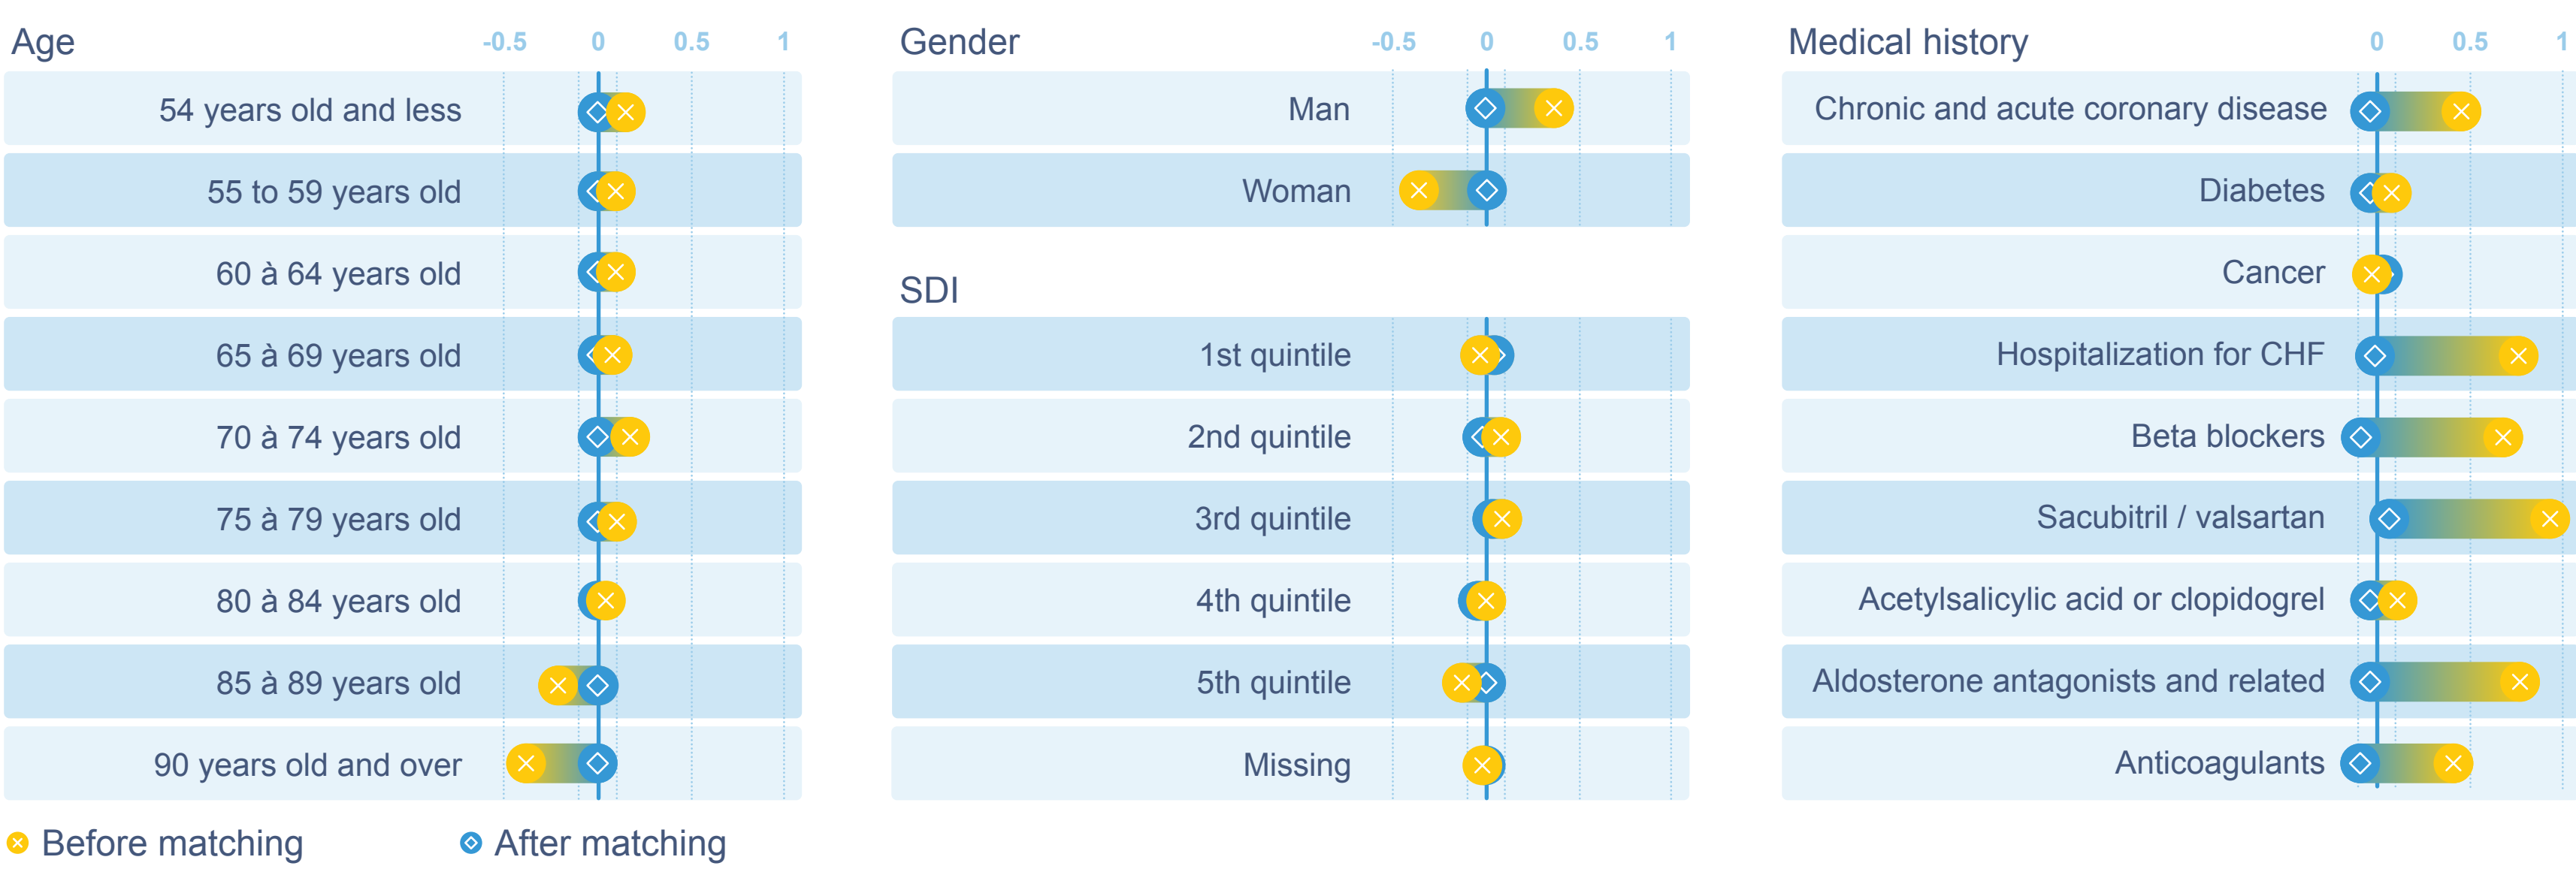 Age
-0.5 0 0.5 1
54 years old and less
55 to 59 years old
60 à 64 years old
65 à 69 years old
70 à 74 years old
75 à 79 years old
80 à 84 years old
85 à 89 years old
90 years old and over
Gender
-0.5 0 0.5 1
Man
Woman
SDI
1st quintile
2nd quintile
3rd quintile
4th quintile
5th quintile
Missing
Medical history
0 0.5 1
Chronic and acute coronary disease
Diabetes
Cancer
Hospitalization for CHF
Beta blockers
Sacubitril / valsartan
Acetylsalicylic acid or clopidogrel
Aldosterone antagonists and related
Anticoagulants
Before matching
After matching